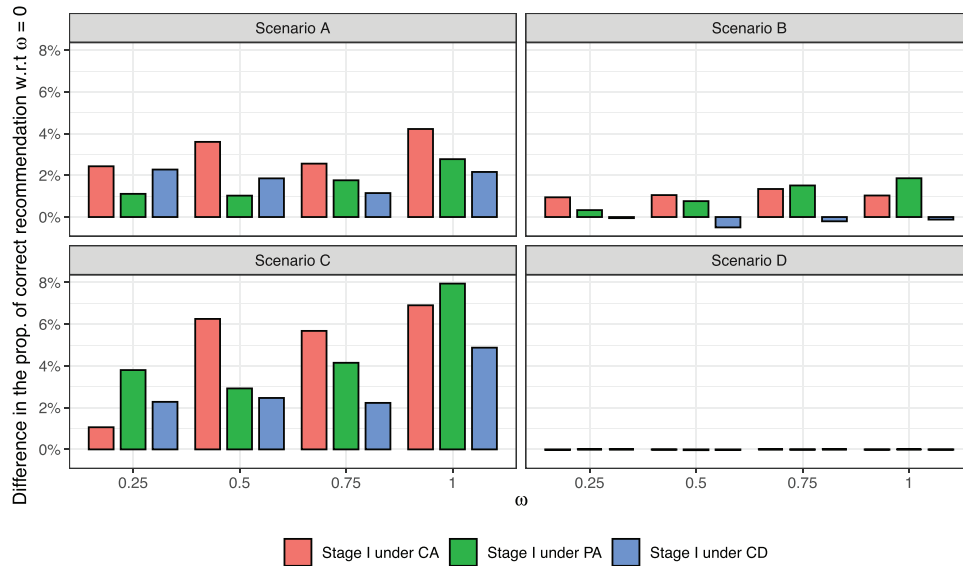 Difference in the prop. of correct recommendation w.r.t ω = 0
Scenario A
Scenario B
8%
6%
4%
2%
0%
Scenario C
Scenario D
8%
6%
4%
2%
0%
0.25 0.5 0.75 1 0.25 0.5 0.75 1
ω
Stage I under CA Stage I under PA Stage I under CD